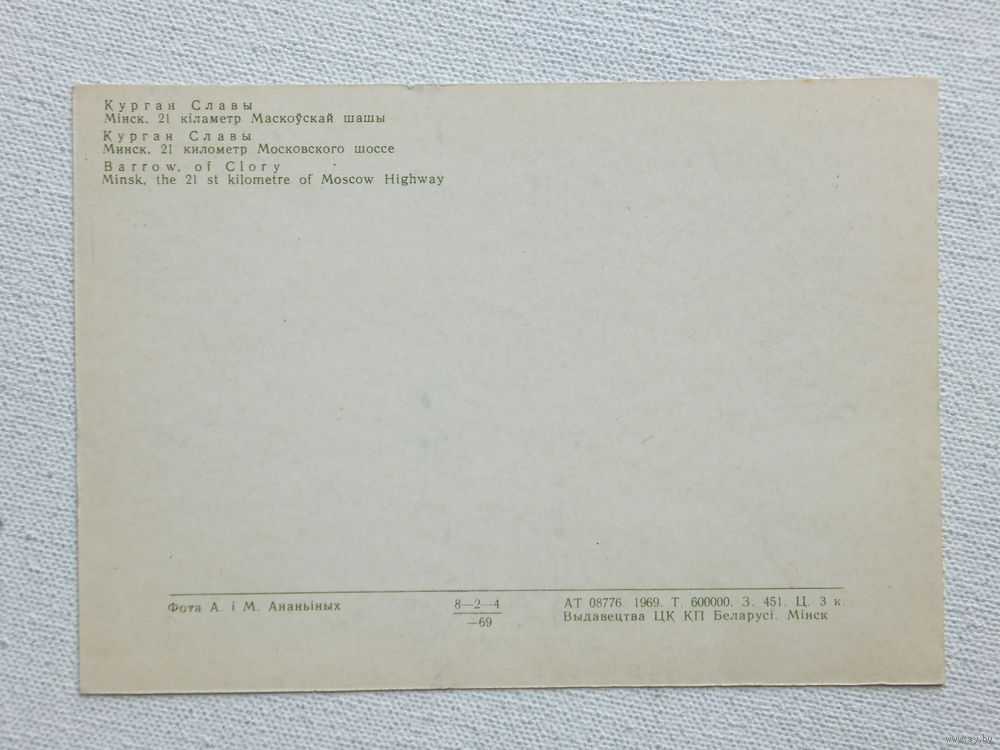 Курган Славы
Мінск. 21 кіламетр Маскоўскай шашы
Курган Славы
Минск. 21 километр Московского шоссе
Barrow, of Clory
Minsk, the 21 st kilometre of Moscow Highway
Фота А. і М. Ананьіных
8—2—4
—69
АТ 08776. 1969. Т. 600000. З. 451. Ц. 3 к.
Выдавецтва ЦК КП Беларусі. Мінск
www.ay.by